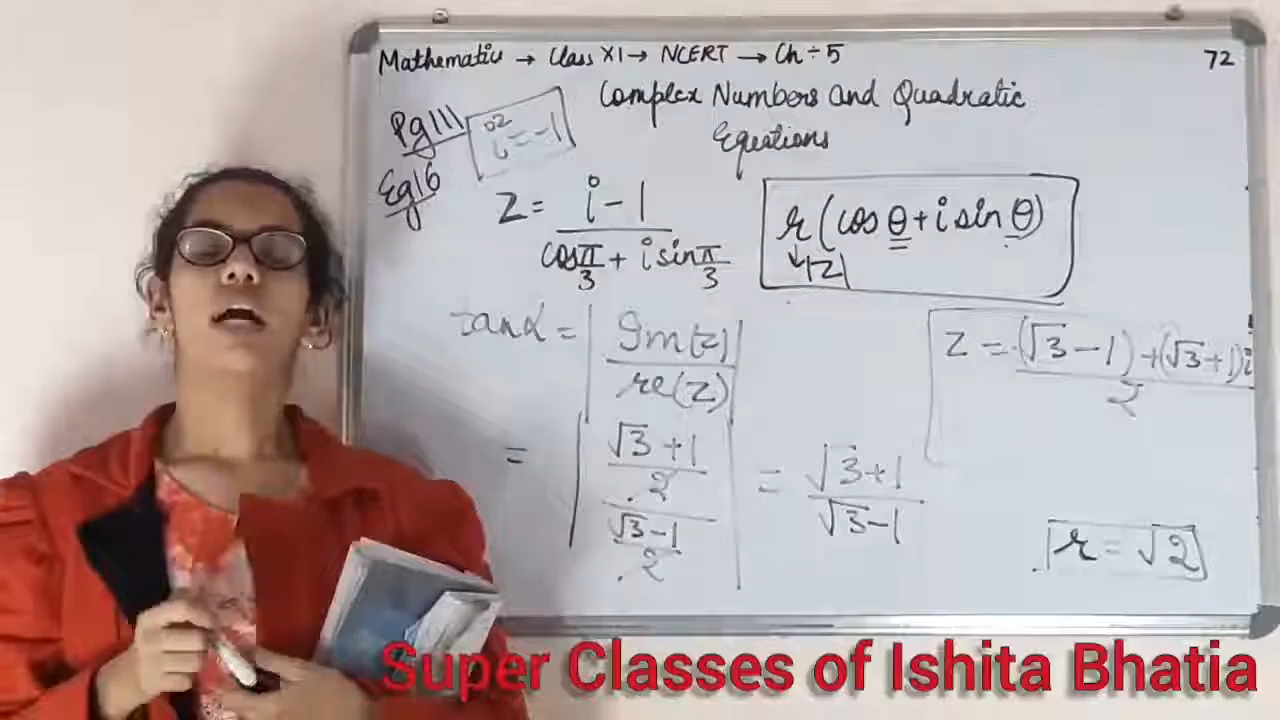 Mathematics → Class XI → NCERT → Ch ÷ 5
72
Complex Numbers and Quadratic
Equations
Pg 111
i² = -1
Eg 16
Z = i - 1 / cos π/3 + i sin π/3
r (cos θ + i sin θ)
↳ |Z|
tan α = | Im(z) / re(z) |
Z = (√3 - 1) + (√3 + 1)i / 2
= | √3 + 1 / 2 / √3 - 1 / 2 | = √3 + 1 / √3 - 1
r = √2
Super Classes of Ishita Bhatia